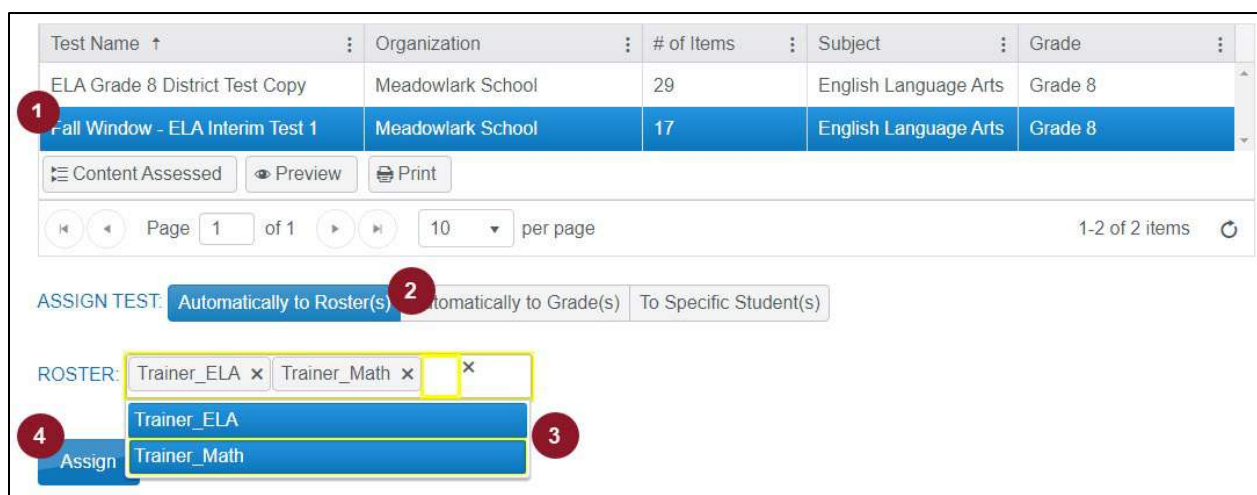 Test Name ↑ Organization # of Items Subject Grade
ELA Grade 8 District Test Copy Meadowlark School 29 English Language Arts Grade 8
1
Fall Window - ELA Interim Test 1 Meadowlark School 17 English Language Arts Grade 8
Content Assessed Preview Print
Page 1 of 1 10 per page 1-2 of 2 items
ASSIGN TEST: Automatically to Roster(s) 2 tomatically to Grade(s) To Specific Student(s)
ROSTER: Trainer_ELA × Trainer_Math × ×
Trainer_ELA
4 3
Assign Trainer_Math